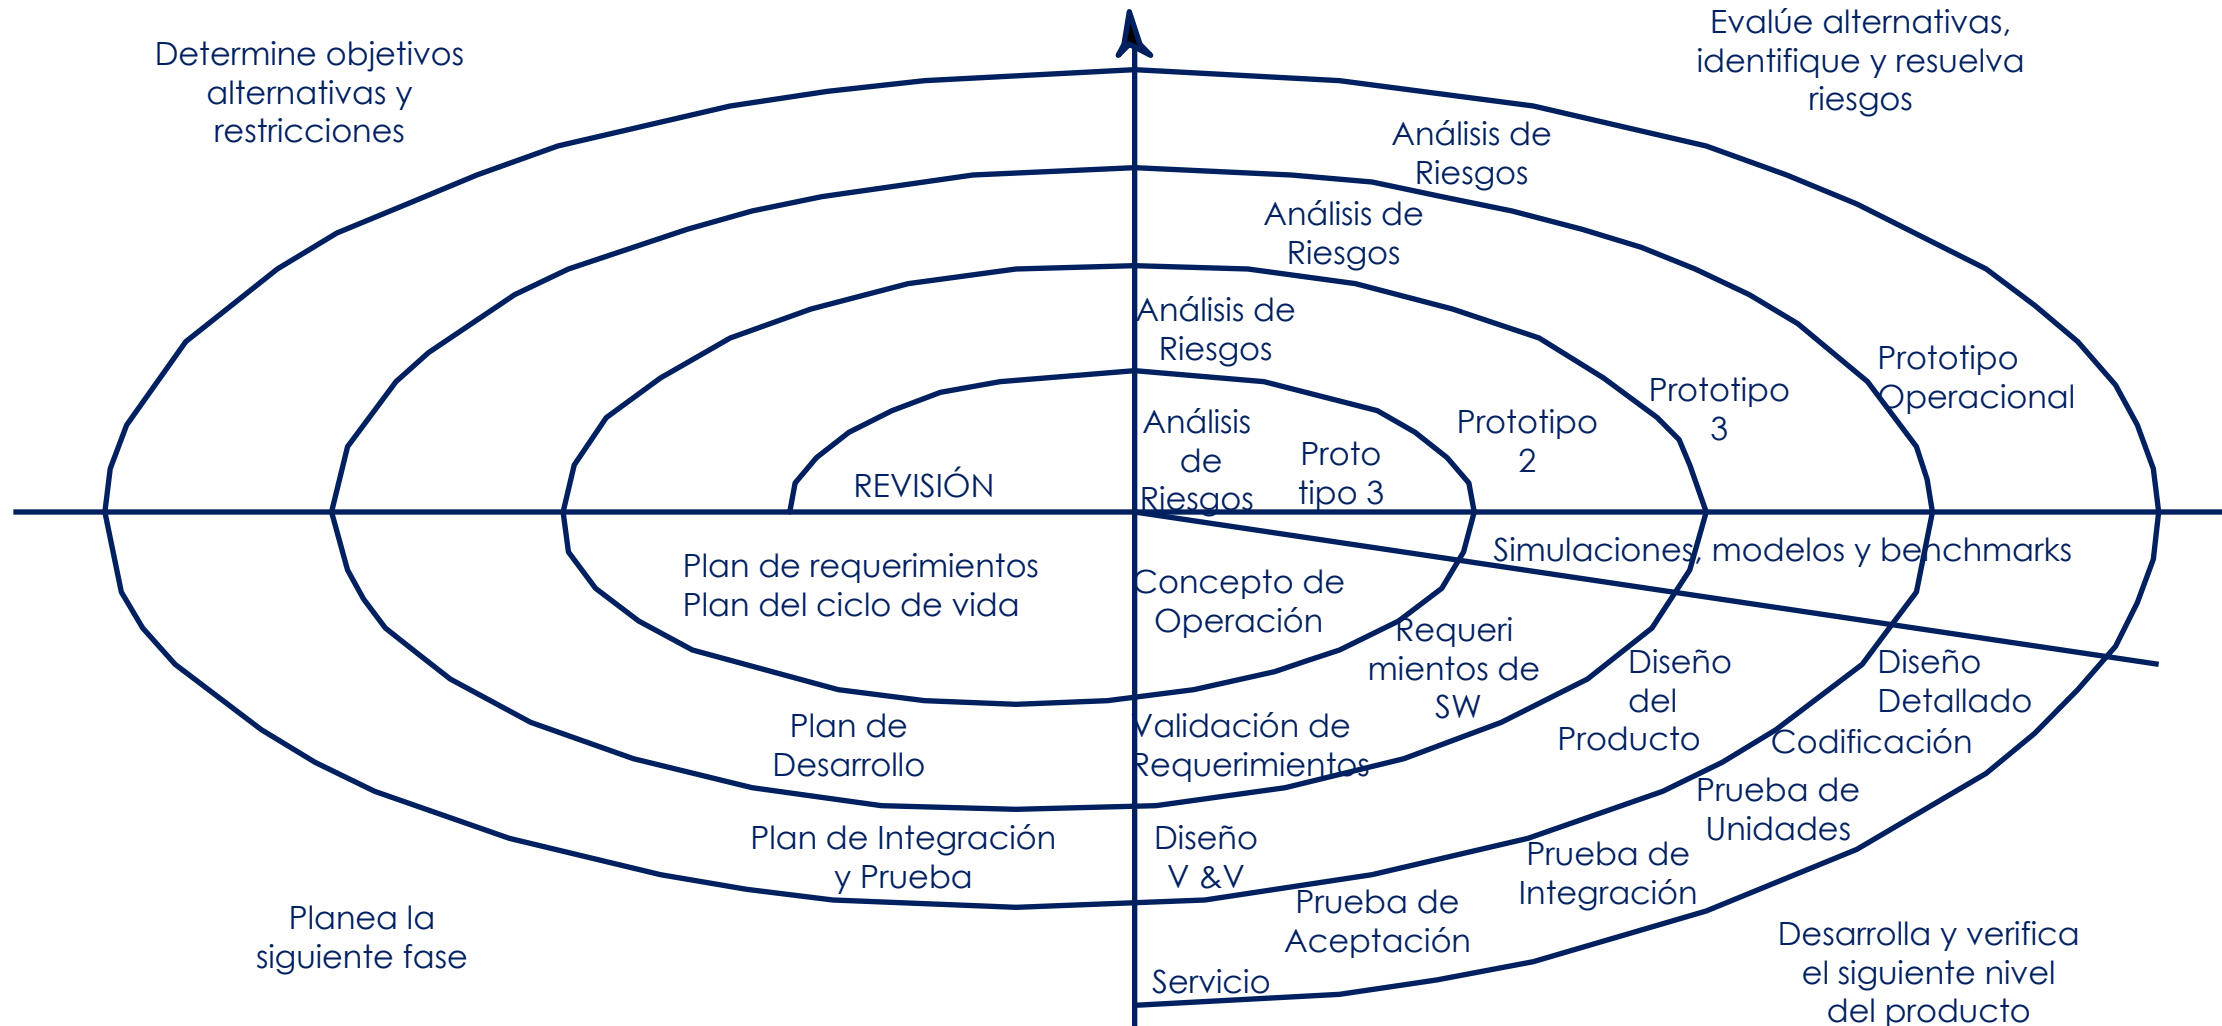 Determine objetivos
alternativas y
restricciones
Evalúe alternativas,
identifique y resuelva
riesgos
Análisis de
Riesgos
Análisis de
Riesgos
Análisis de
Riesgos
Análisis
de
Riesgos
REVISIÓN
Proto
tipo 3
Prototipo
2
Prototipo
3
Prototipo
Operacional
Simulaciones, modelos y benchmarks
Plan de requerimientos
Plan del ciclo de vida
Concepto de
Operación
Requeri
mientos de
SW
Diseño
del
Producto
Diseño
Detallado
Codificación
Plan de
Desarrollo
Validación de
Requerimientos
Prueba de
Unidades
Plan de Integración
y Prueba
Diseño
V &V
Prueba de
Integración
Prueba de
Aceptación
Servicio
Planea la
siguiente fase
Desarrolla y verifica
el siguiente nivel
del producto